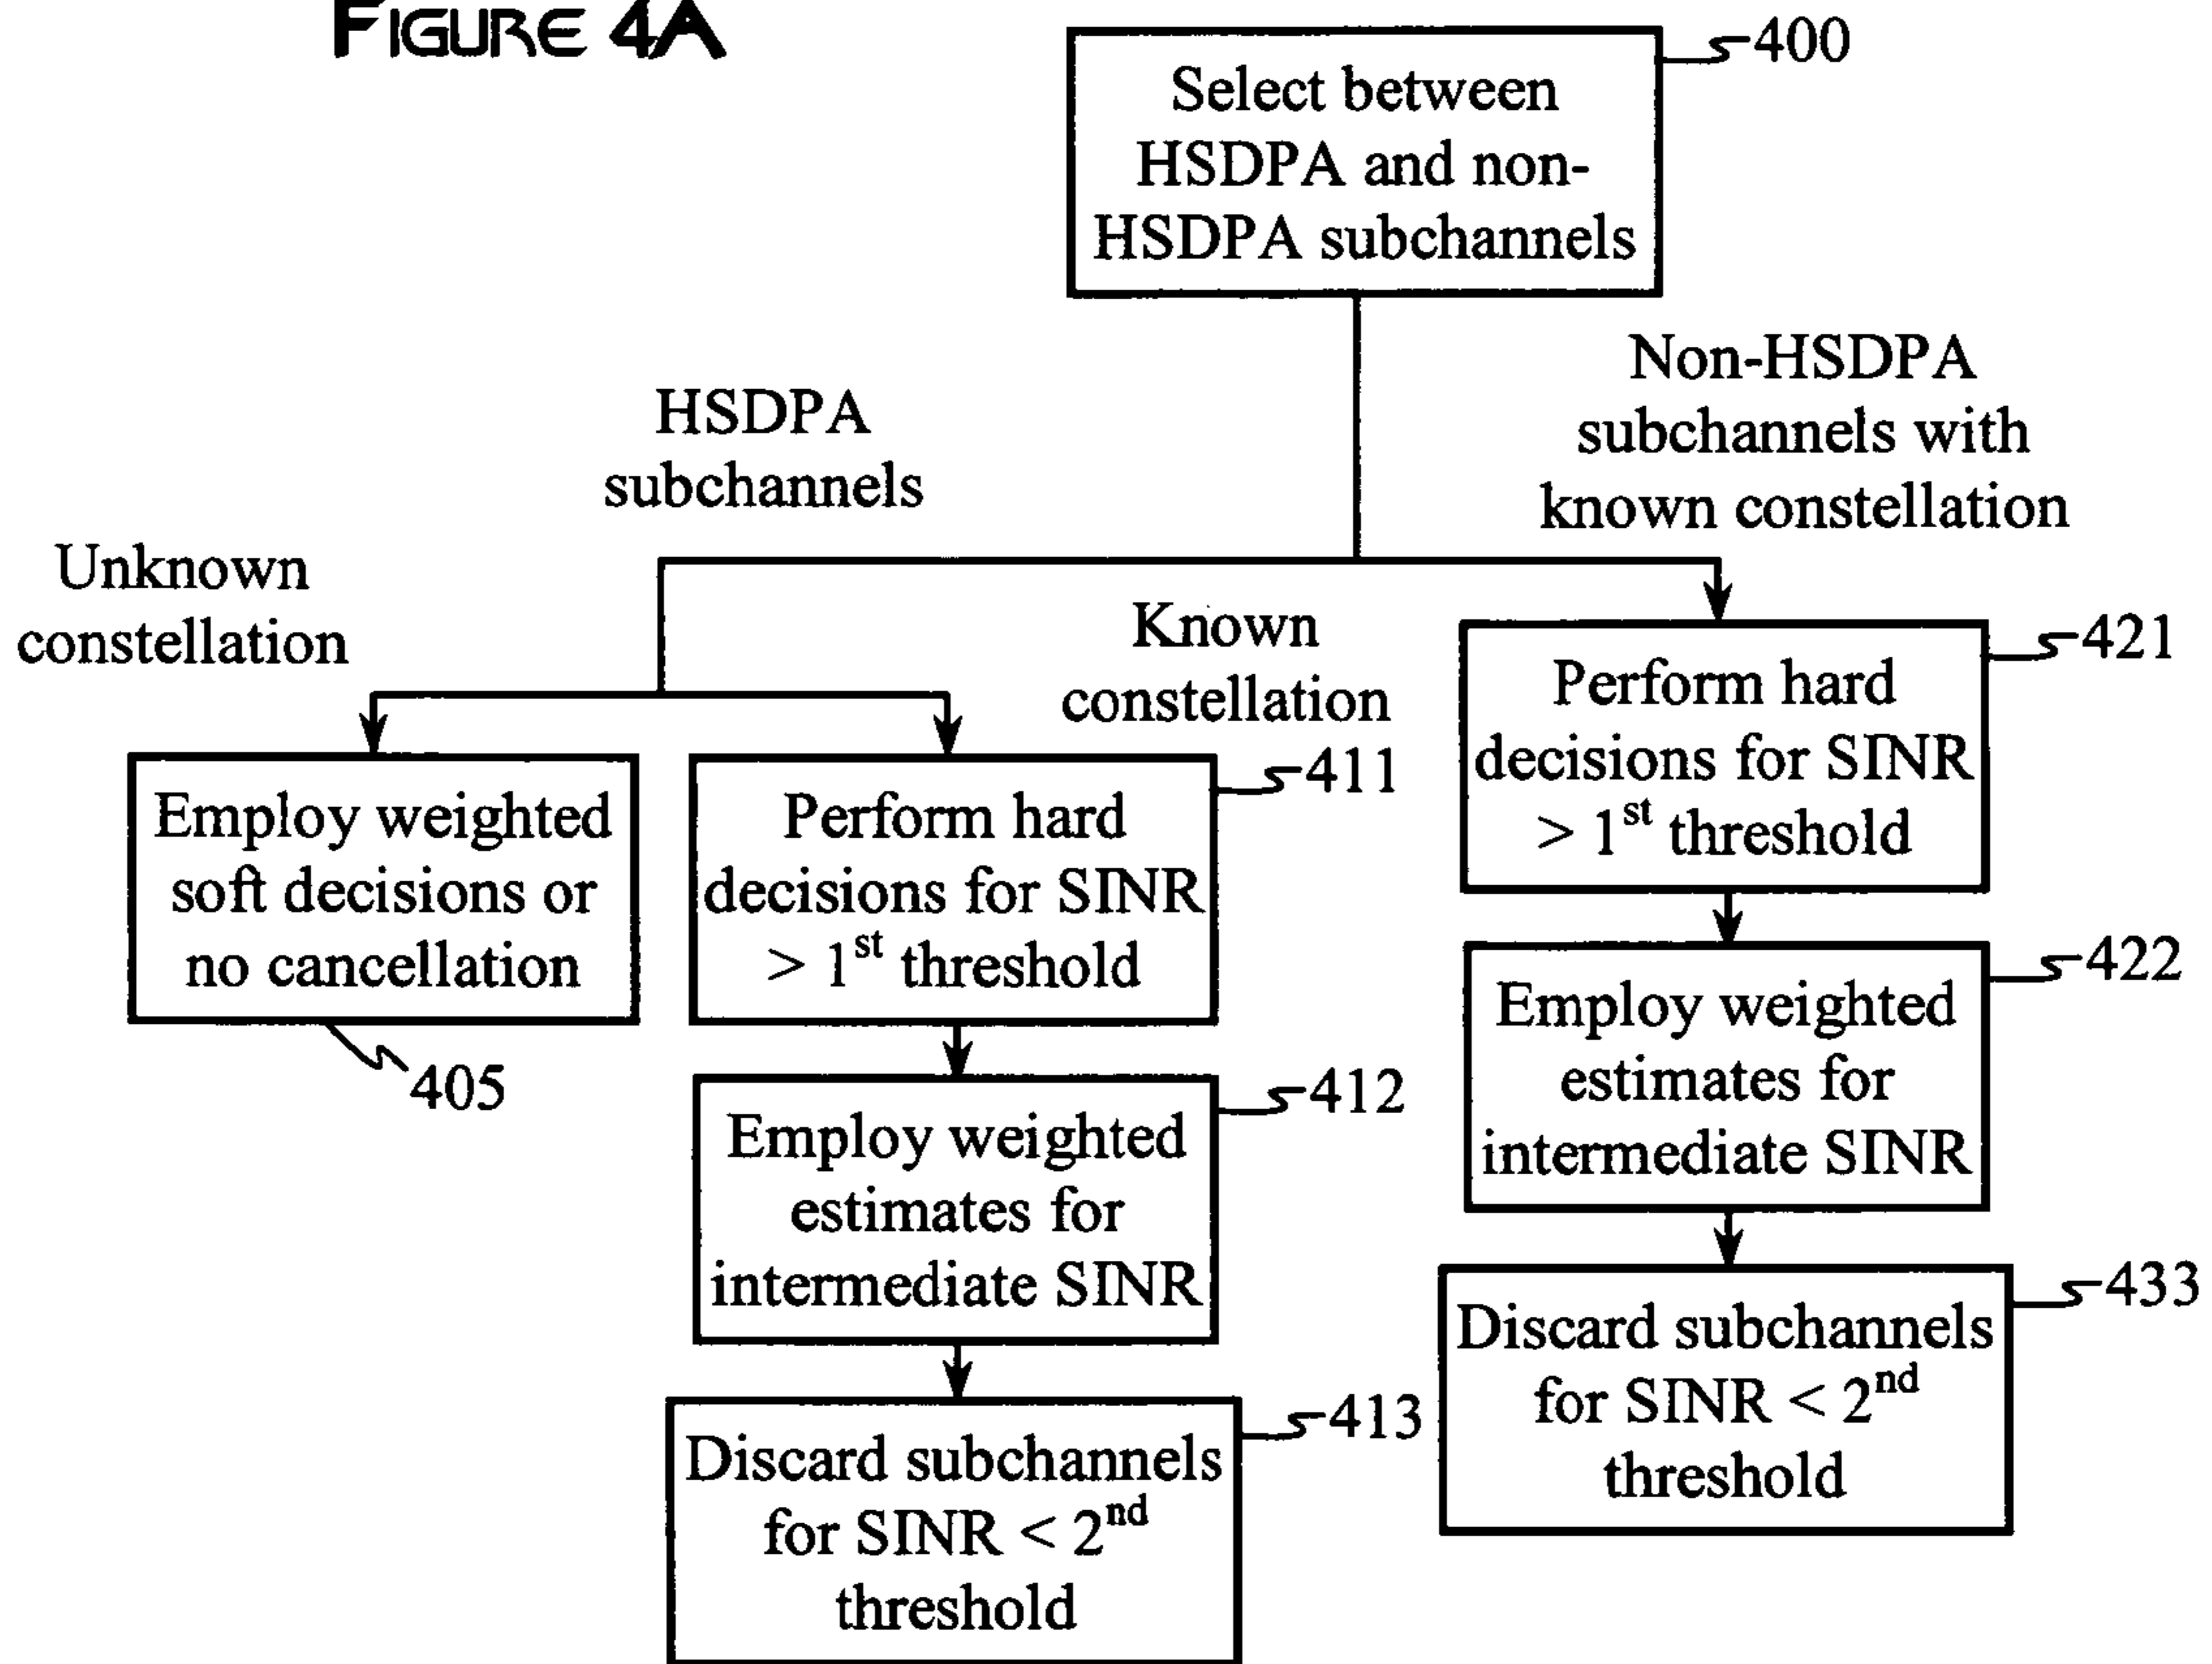 FIGURE 4A
400
Select between
HSDPA and non-
HSDPA subchannels
HSDPA
subchannels
Non-HSDPA
subchannels with
known constellation
Unknown
constellation
Known
constellation
Employ weighted
soft decisions or
no cancellation
405
411
Perform hard
decisions for SINR
> 1st threshold
412
Employ weighted
estimates for
intermediate SINR
413
Discard subchannels
for SINR < 2nd
threshold
421
Perform hard
decisions for SINR
> 1st threshold
422
Employ weighted
estimates for
intermediate SINR
433
Discard subchannels
for SINR < 2nd
threshold